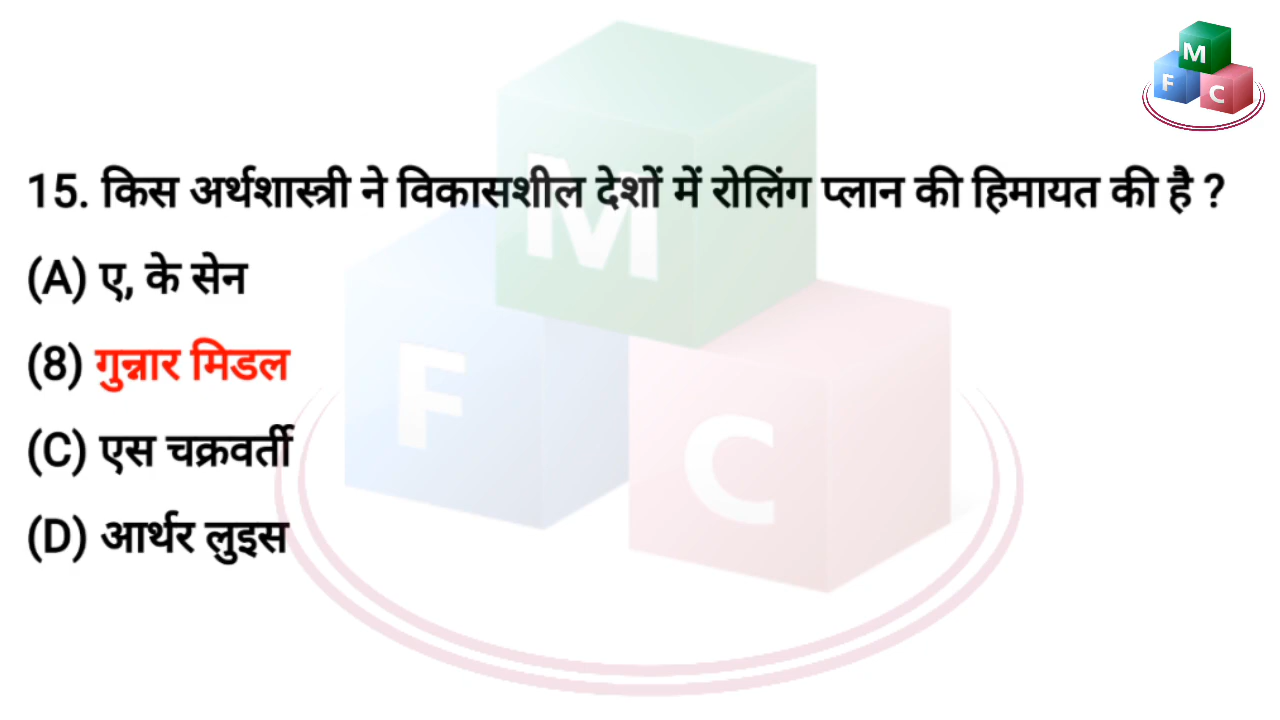 M
F C
15. किस अर्थशास्त्री ने विकासशील देशों में रोलिंग प्लान की हिमायत की है ?
(A) ए, के सेन
(8) गुन्नार मिडल
(C) एस चक्रवर्ती
(D) आर्थर लुइस
M
F
C